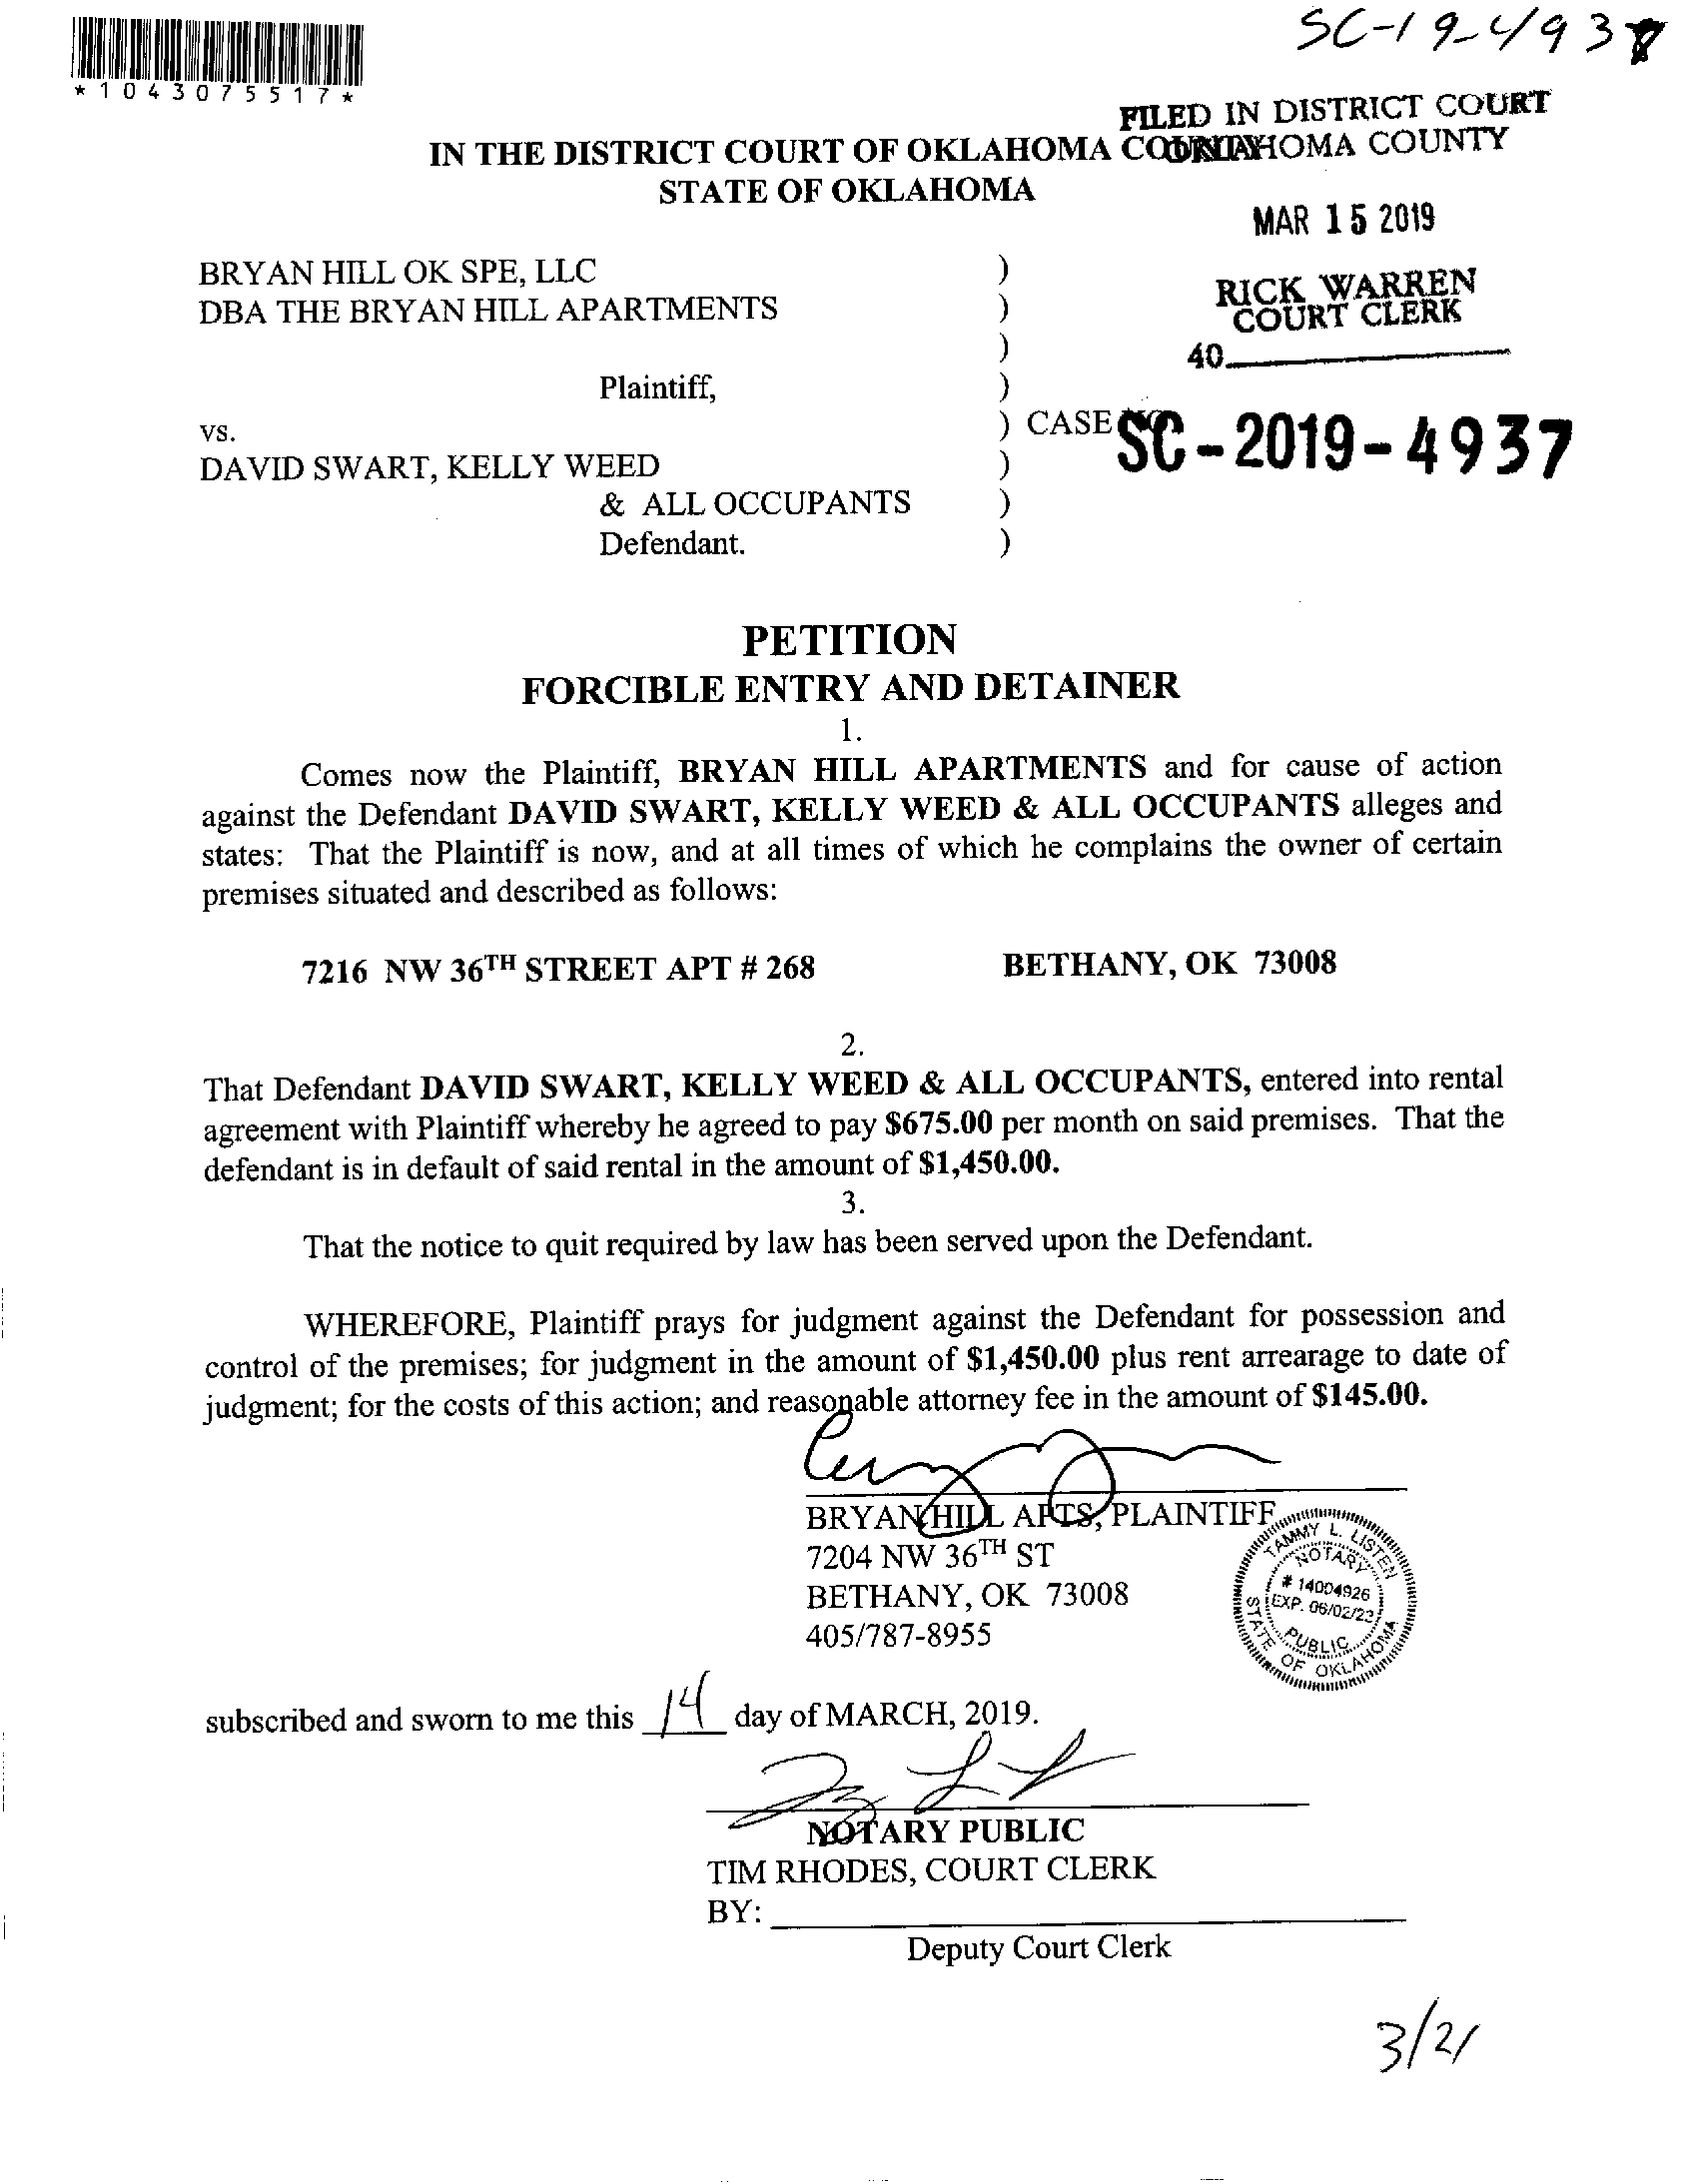 SC-19-4937
*1043075517*
FILED IN DISTRICT COURT
OKLAHOMA COUNTY
IN THE DISTRICT COURT OF OKLAHOMA COUNTY
STATE OF OKLAHOMA
MAR 15 2019
RICK WARREN
COURT CLERK
40
BRYAN HILL OK SPE, LLC )
DBA THE BRYAN HILL APARTMENTS )
)
Plaintiff, )
vs. ) CASE NO. SC-2019-4937
DAVID SWART, KELLY WEED )
& ALL OCCUPANTS )
Defendant. )
PETITION
FORCIBLE ENTRY AND DETAINER
1.
Comes now the Plaintiff, BRYAN HILL APARTMENTS and for cause of action
against the Defendant DAVID SWART, KELLY WEED & ALL OCCUPANTS alleges and
states: That the Plaintiff is now, and at all times of which he complains the owner of certain
premises situated and described as follows:
7216 NW 36TH STREET APT # 268 BETHANY, OK 73008
2.
That Defendant DAVID SWART, KELLY WEED & ALL OCCUPANTS, entered into rental
agreement with Plaintiff whereby he agreed to pay $675.00 per month on said premises. That the
defendant is in default of said rental in the amount of $1,450.00.
3.
That the notice to quit required by law has been served upon the Defendant.
WHEREFORE, Plaintiff prays for judgment against the Defendant for possession and
control of the premises; for judgment in the amount of $1,450.00 plus rent arrearage to date of
judgment; for the costs of this action; and reasonable attorney fee in the amount of $145.00.
BRYAN HILL APTS, PLAINTIFF
7204 NW 36TH ST
BETHANY, OK 73008
405/787-8955
TAMMY L. LISTEN
NOTARY
# 14004926
EXP. 06/02/22
PUBLIC
STATE OF OKLAHOMA
subscribed and sworn to me this 14 day of MARCH, 2019.
NOTARY PUBLIC
TIM RHODES, COURT CLERK
BY:
Deputy Court Clerk
3/21